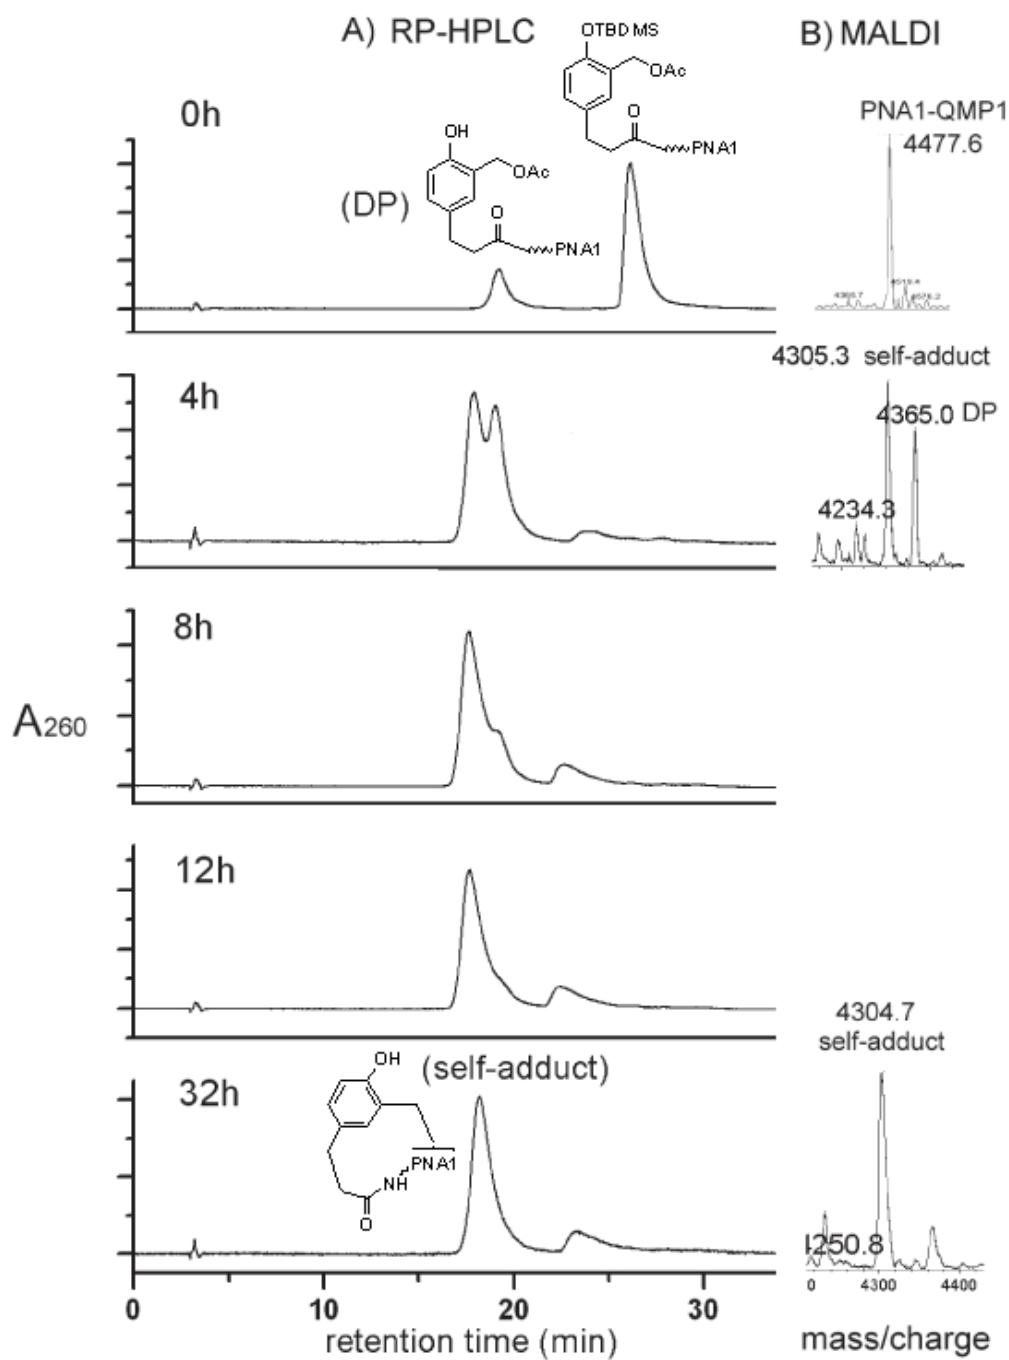 A) RP-HPLC
B) MALDI
OTBDMS
OAc
O
PNA1
0h
OH
OAc
(DP)
O
PNA1
PNA1-QMP1
4477.6
4305.3 self-adduct
4h
4365.0 DP
4234.3
8h
A260
12h
4304.7
self-adduct
(self-adduct)
32h
OH
PNA1
NH
O
4250.8
0 4300 4400
0 10 20 30
retention time (min)
mass/charge